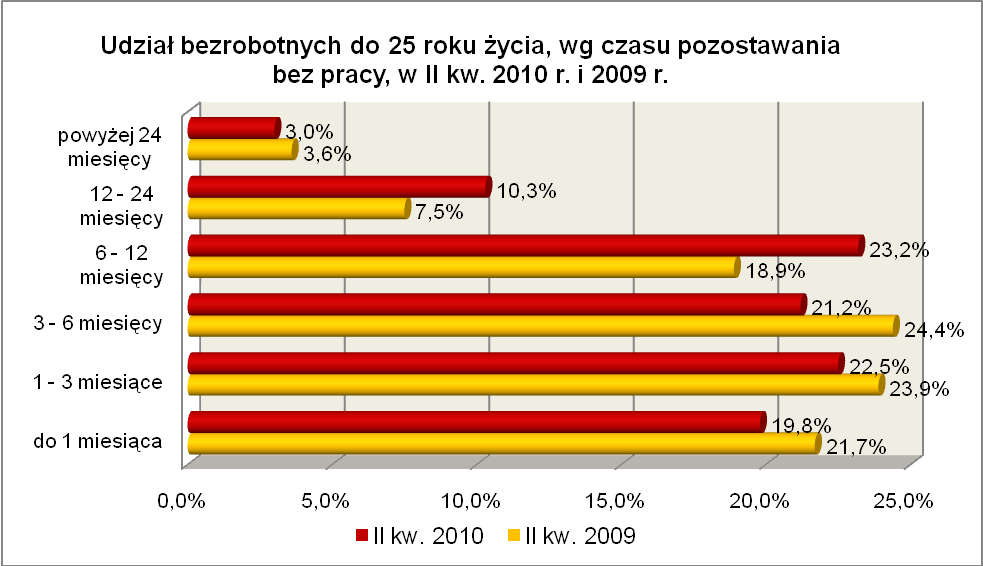 Udział bezrobotnych do 25 roku życia, wg czasu pozostawania
bez pracy, w II kw. 2010 r. i 2009 r.
powyżej 24
miesięcy
3,0%
3,6%
12 - 24
miesięcy
10,3%
7,5%
6 - 12
miesięcy
23,2%
18,9%
3 - 6 miesięcy
21,2%
24,4%
1 - 3 miesiące
22,5%
23,9%
do 1 miesiąca
19,8%
21,7%
0,0% 5,0% 10,0% 15,0% 20,0% 25,0%
II kw. 2010 II kw. 2009